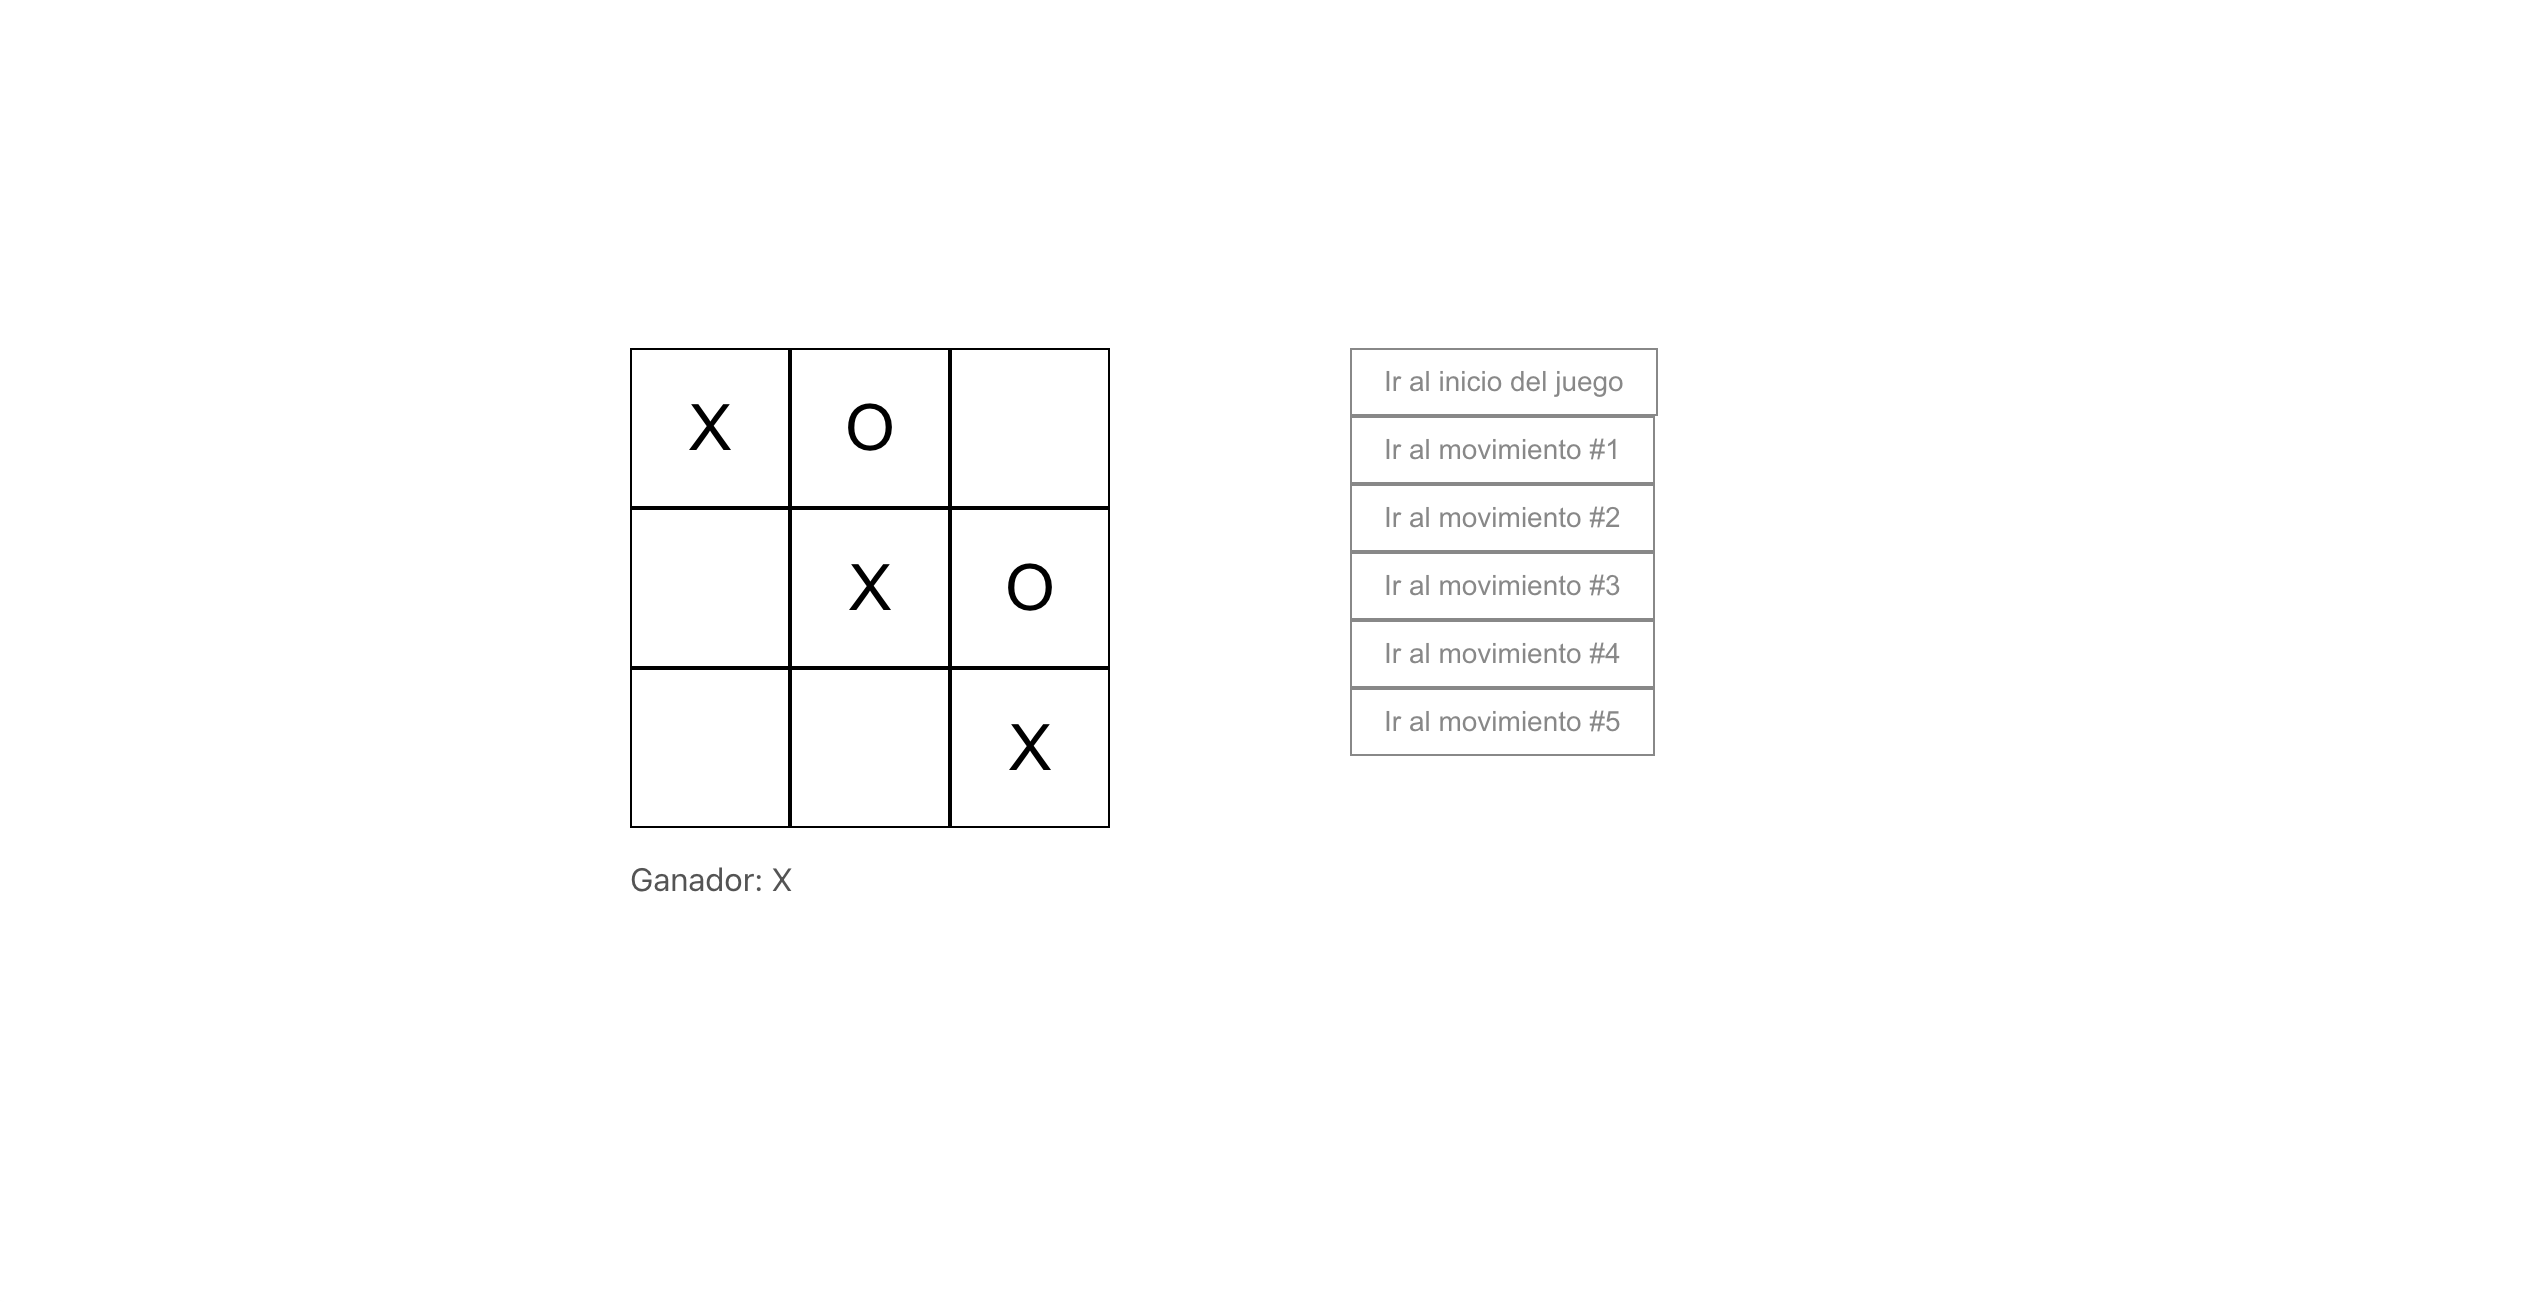 X O
X O
X
Ganador: X
Ir al inicio del juego
Ir al movimiento #1
Ir al movimiento #2
Ir al movimiento #3
Ir al movimiento #4
Ir al movimiento #5